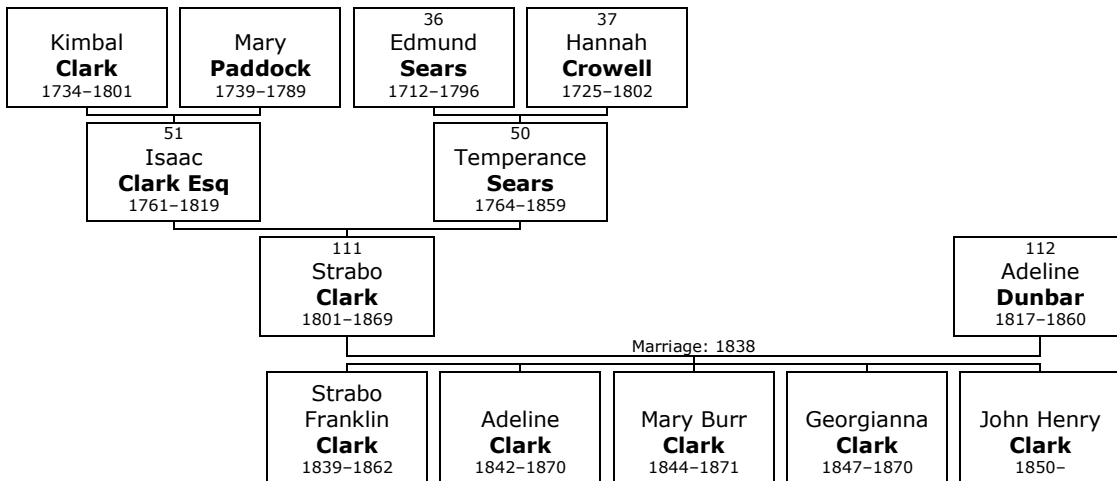 Kimbal
Clark
1734–1801
Mary
Paddock
1739–1789
36
Edmund
Sears
1712–1796
37
Hannah
Crowell
1725–1802
51
Isaac
Clark Esq
1761–1819
50
Temperance
Sears
1764–1859
111
Strabo
Clark
1801–1869
112
Adeline
Dunbar
1817–1860
Marriage: 1838
Strabo
Franklin
Clark
1839–1862
Adeline
Clark
1842–1870
Mary Burr
Clark
1844–1871
Georgianna
Clark
1847–1870
John Henry
Clark
1850–